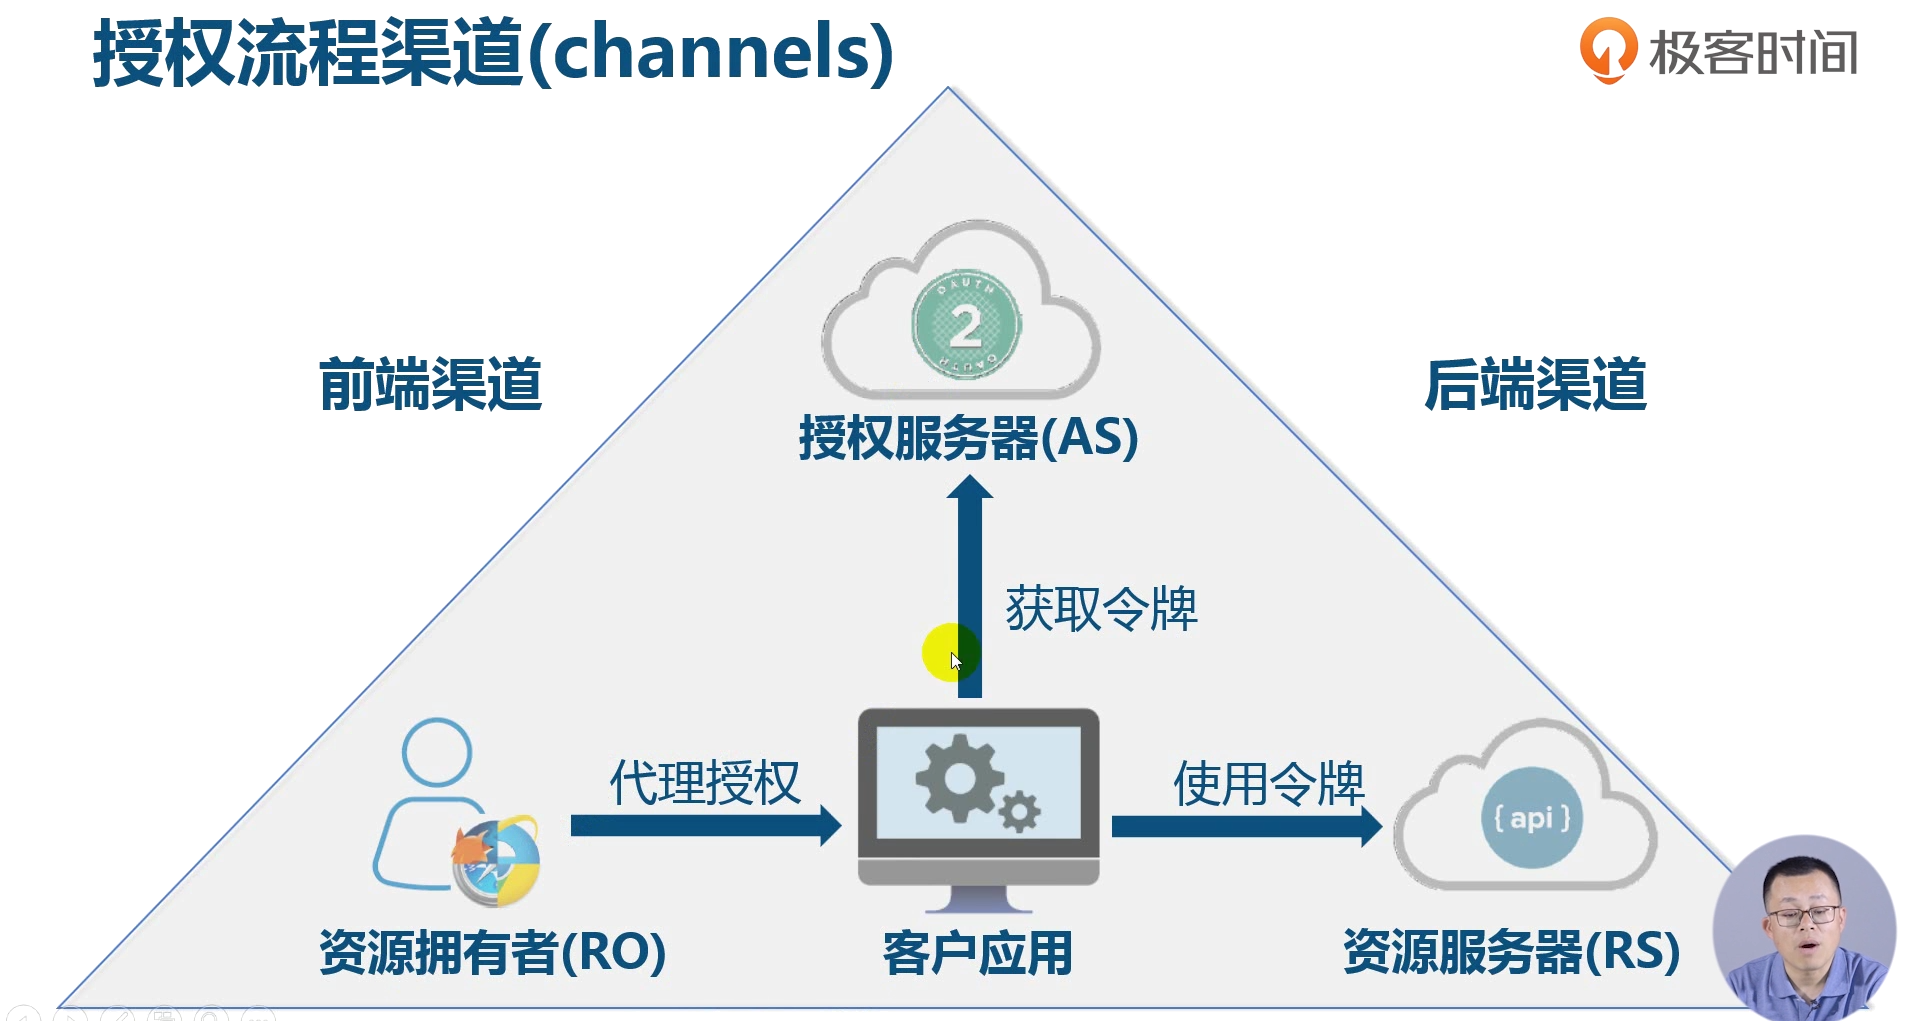 授权流程渠道(channels)
极客时间
OAUTH
2
OAUTH
前端渠道
后端渠道
授权服务器(AS)
获取令牌
代理授权
使用令牌
{ api }
资源拥有者(RO)
客户应用
资源服务器(RS)